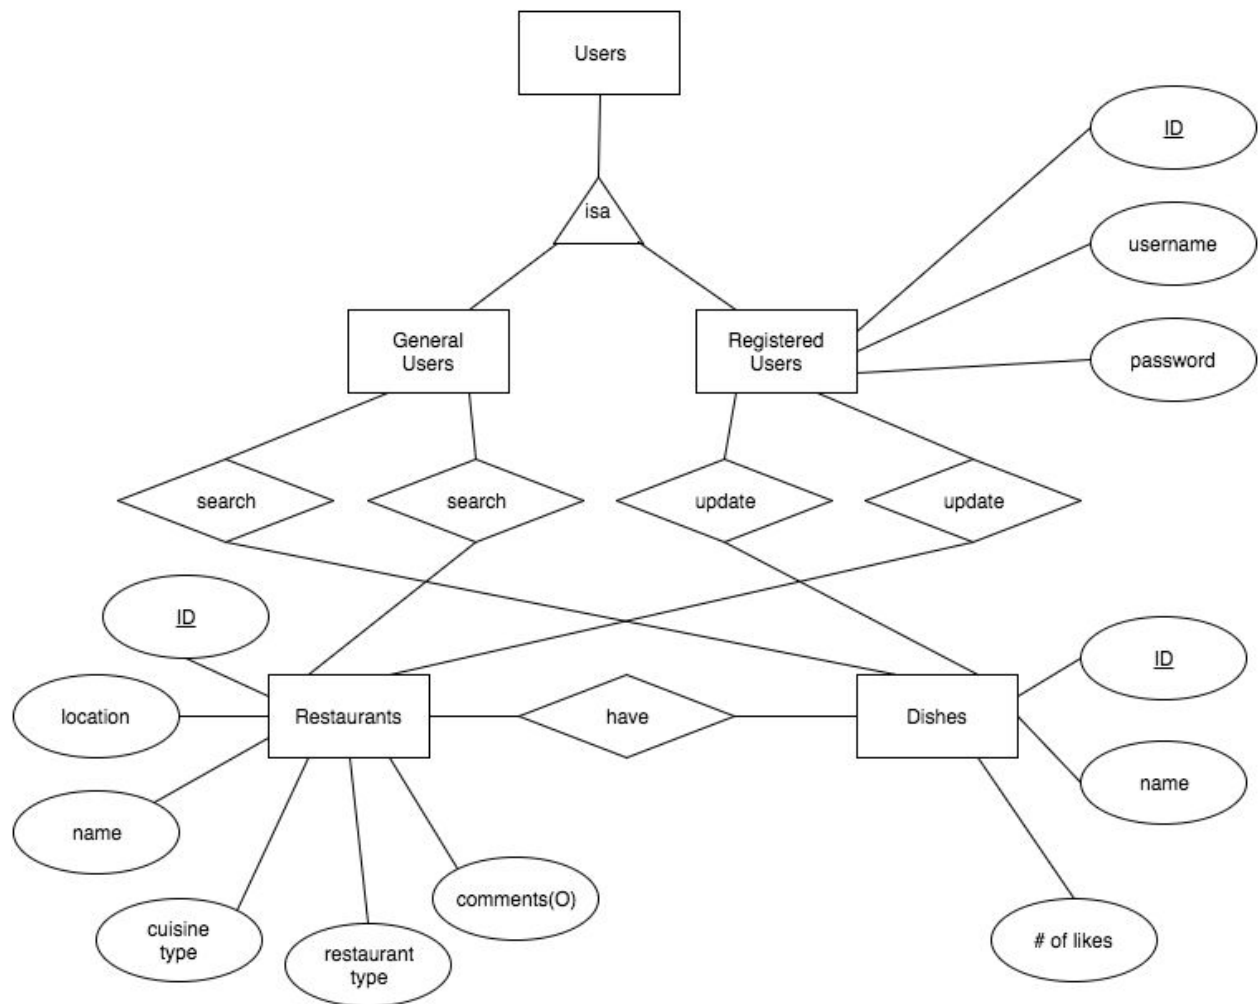 Users
ID
isa
username
General
Users
Registered
Users
password
search
search
update
update
ID
ID
location
Restaurants
have
Dishes
name
name
comments(O)
cuisine
type
restaurant
type
# of likes